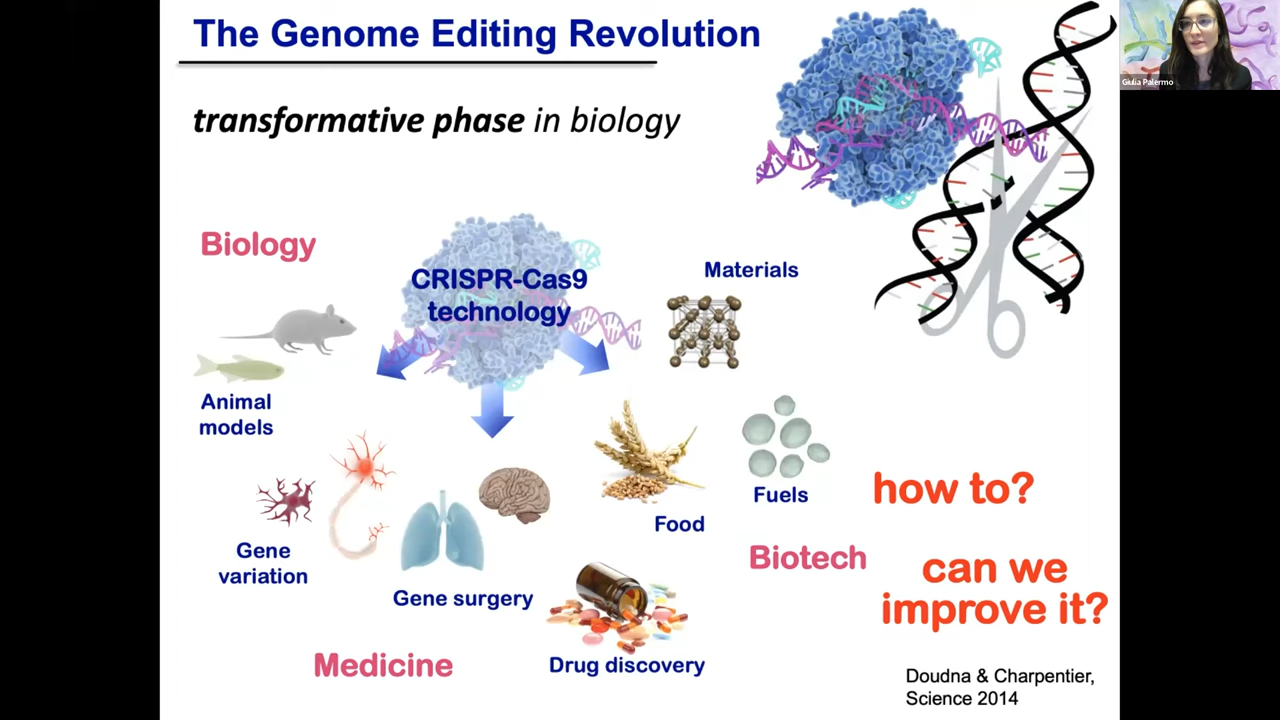 The Genome Editing Revolution
transformative phase in biology
Giulia Palermo
Biology
CRISPR-Cas9
technology
Materials
Animal
models
Fuels
Food
how to?
Gene
variation
Gene surgery
Biotech
can we
improve it?
Medicine
Drug discovery
Doudna & Charpentier,
Science 2014